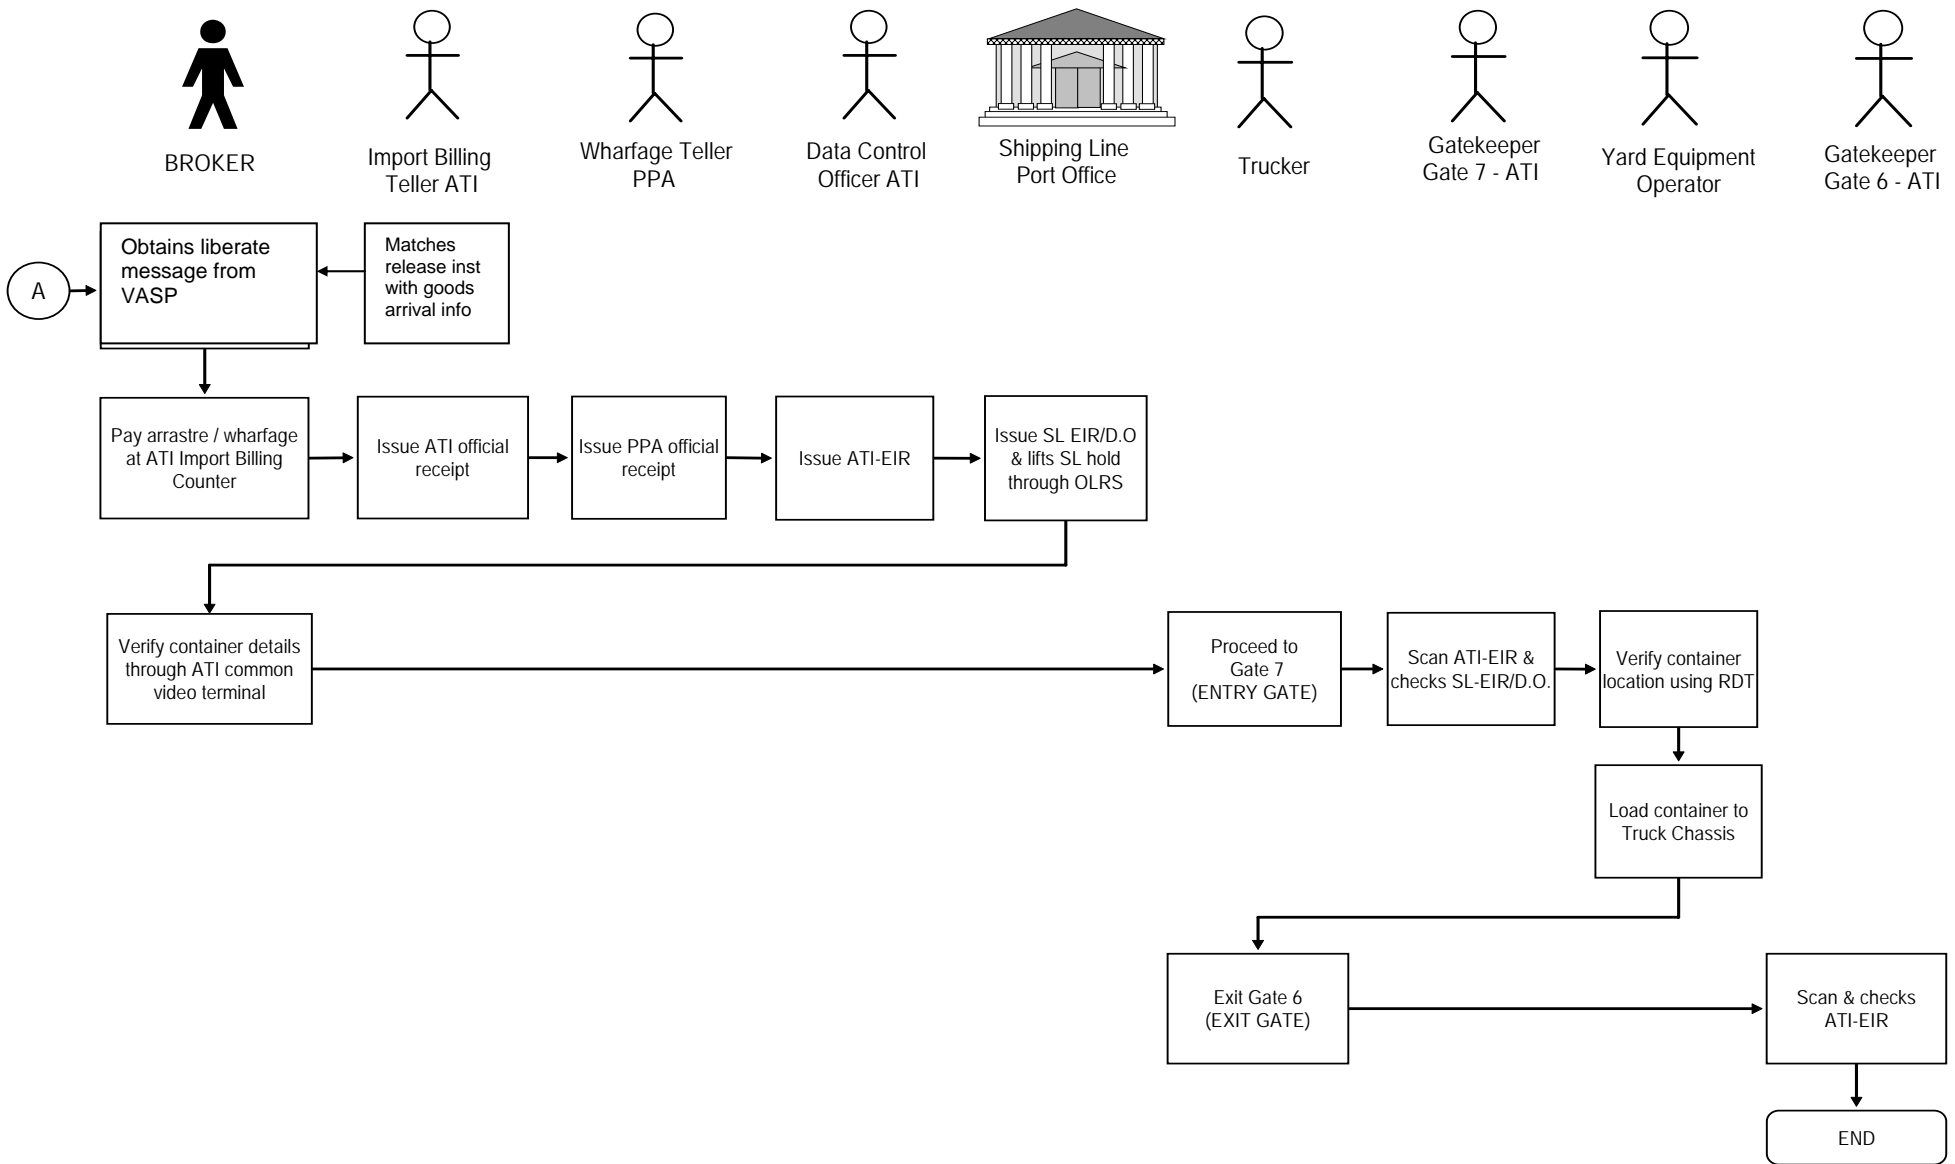 BROKER
Import Billing
Teller ATI
Wharfage Teller
PPA
Data Control
Officer ATI
Shipping Line
Port Office
Trucker
Gatekeeper
Gate 7 - ATI
Yard Equipment
Operator
Gatekeeper
Gate 6 - ATI
A
Obtains liberate
message from
VASP
Matches
release inst
with goods
arrival info
Pay arrastre / wharfage
at ATI Import Billing
Counter
Issue ATI official
receipt
Issue PPA official
receipt
Issue ATI-EIR
Issue SL EIR/D.O
& lifts SL hold
through OLRS
Verify container details
through ATI common
video terminal
Proceed to
Gate 7
(ENTRY GATE)
Scan ATI-EIR &
checks SL-EIR/D.O.
Verify container
location using RDT
Load container to
Truck Chassis
Exit Gate 6
(EXIT GATE)
Scan & checks
ATI-EIR
END